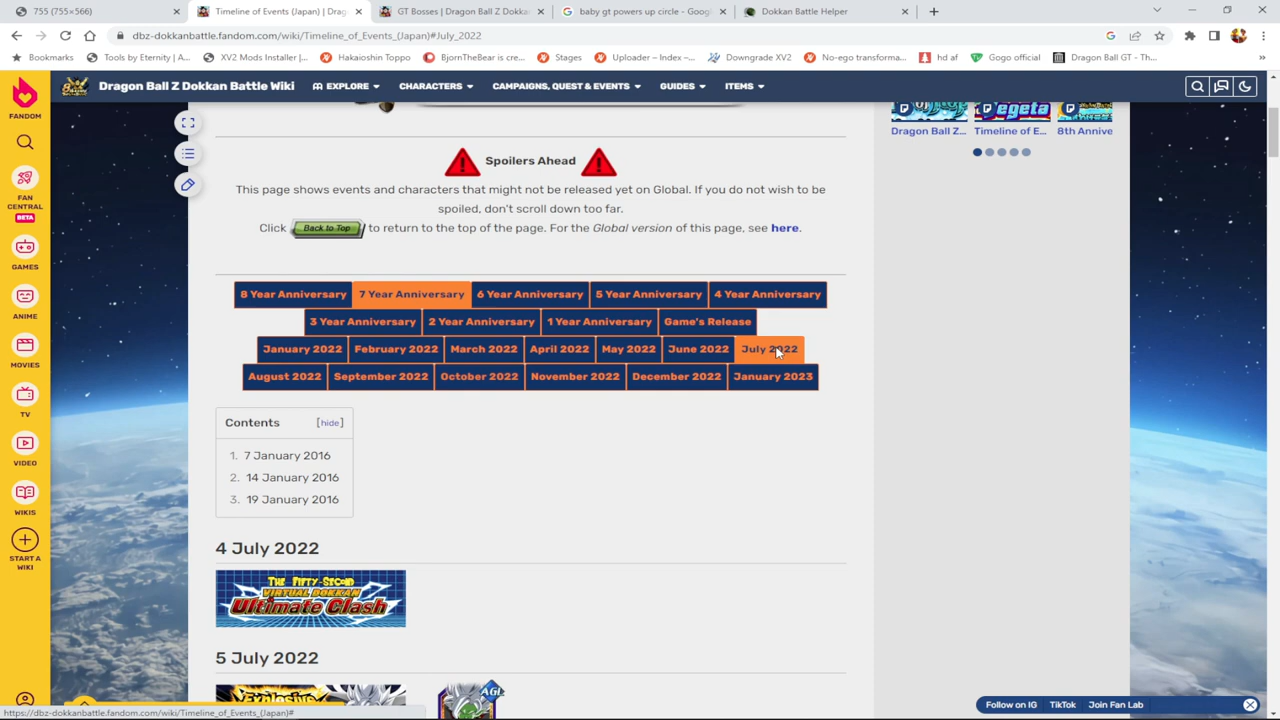 755 (755×566)
Timeline of Events (Japan) | Drag
GT Bosses | Dragon Ball Z Dokka
baby gt powers up circle - Goog
Dokkan Battle Helper
dbz-dokkanbattle.fandom.com/wiki/Timeline_of_Events_(Japan)#July_2022
Bookmarks
Tools by Eternity | A...
XV2 Mods Installer |...
Hakaioshin Toppo
BjornTheBear is cre...
Stages
Uploader – Index –...
Downgrade XV2
No-ego transforma...
hd af
Gogo official
Dragon Ball GT - Th...
»
FANDOM
FAN CENTRAL
BETA
GAMES
ANIME
MOVIES
TV
VIDEO
WIKIS
START A WIKI
Dragon Ball Z Dokkan Battle Wiki
EXPLORE
CHARACTERS
CAMPAIGNS, QUEST & EVENTS
GUIDES
ITEMS
Dragon Ball Z...
Timeline of E...
8th Annive
Spoilers Ahead
This page shows events and characters that might not be released yet on Global. If you do not wish to be
spoiled, don't scroll down too far.
Click Back to Top to return to the top of the page. For the Global version of this page, see here.
8 Year Anniversary 7 Year Anniversary 6 Year Anniversary 5 Year Anniversary 4 Year Anniversary
3 Year Anniversary 2 Year Anniversary 1 Year Anniversary Game's Release
January 2022 February 2022 March 2022 April 2022 May 2022 June 2022 July 2022
August 2022 September 2022 October 2022 November 2022 December 2022 January 2023
Contents [hide]
1. 7 January 2016
2. 14 January 2016
3. 19 January 2016
4 July 2022
THE FIFTY-SECOND
VIRTUAL DOKKAN
Ultimate Clash
5 July 2022
AGL
https://dbz-dokkanbattle.fandom.com/wiki/Timeline_of_Events_(Japan)#
Follow on IG
TikTok
Join Fan Lab